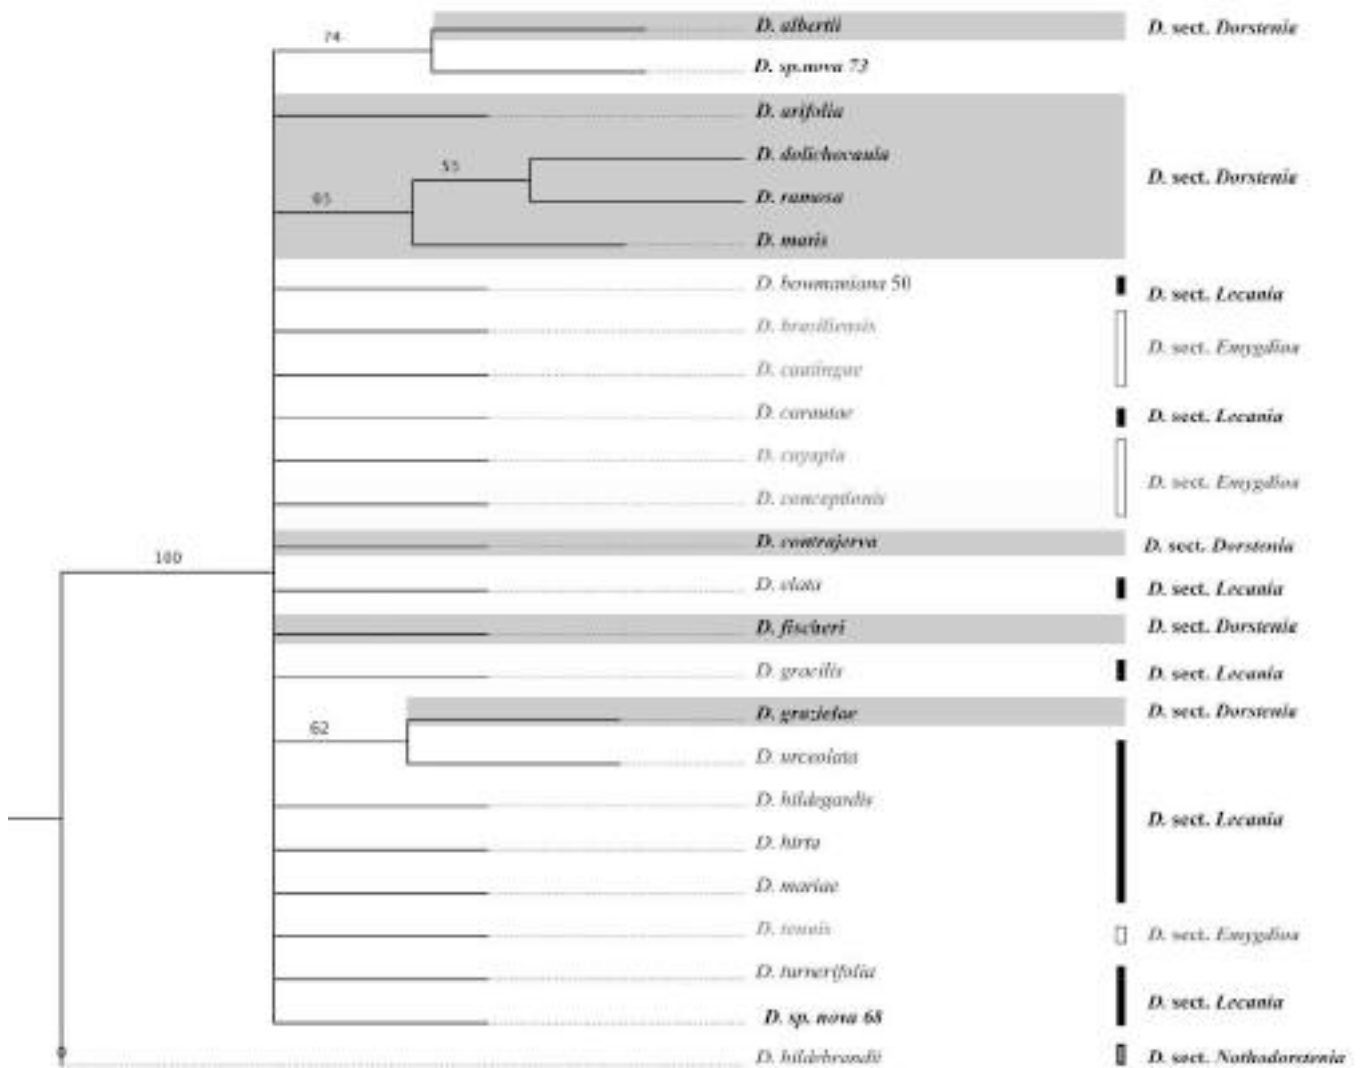 D. albertii D. sect. Dorstenia
74
D. sp.nova 73
D. arifolia
D. dolichocaula
55
D. sect. Dorstenia
D. ramosa
65
D. maris
D. bowmaniana 50
D. sect. Lecania
D. brasiliensis
D. sect. Emygdioa
D. caatingae
D. carautae D. sect. Lecania
D. cayapia
D. sect. Emygdioa
D. conceptionis
D. contrajerva D. sect. Dorstenia
100
D. elata D. sect. Lecania
D. fischeri D. sect. Dorstenia
D. gracilis D. sect. Lecania
D. grazielae D. sect. Dorstenia
62
D. urceolata
D. hildegardis
D. sect. Lecania
D. hirta
D. mariae
D. tenuis D. sect. Emygdioa
D. turnerifolia
D. sect. Lecania
D. sp. nova 68
0
D. hildebrandii D. sect. Nothodorstenia